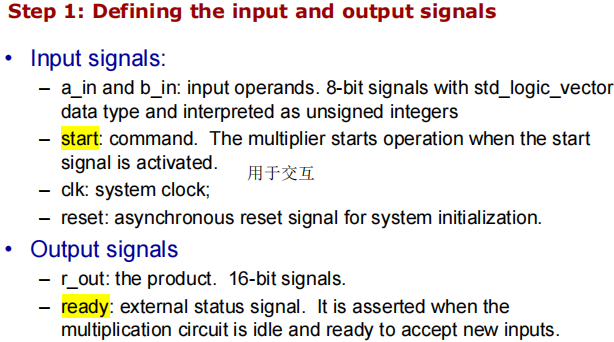 Step 1: Defining the input and output signals
• Input signals:
– a_in and b_in: input operands. 8-bit signals with std_logic_vector
data type and interpreted as unsigned integers
– start: command. The multiplier starts operation when the start
signal is activated.
用于交互
– clk: system clock;
– reset: asynchronous reset signal for system initialization.
• Output signals
– r_out: the product. 16-bit signals.
– ready: external status signal. It is asserted when the
multiplication circuit is idle and ready to accept new inputs.